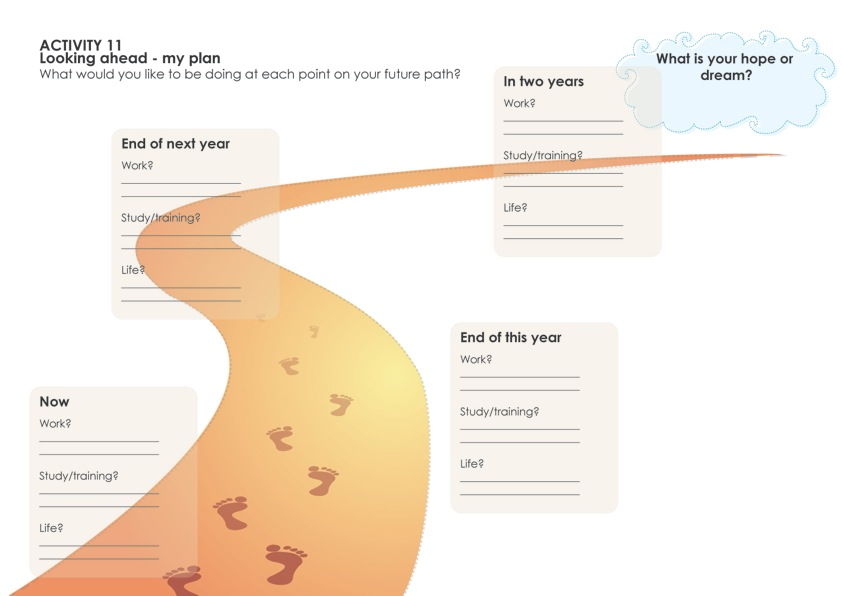 ACTIVITY 11
Looking ahead - my plan
What would you like to be doing at each point on your future path?
What is your hope or
dream?
In two years
Work?
Study/training?
Life?
End of next year
Work?
Study/training?
Life?
End of this year
Work?
Study/training?
Life?
Now
Work?
Study/training?
Life?